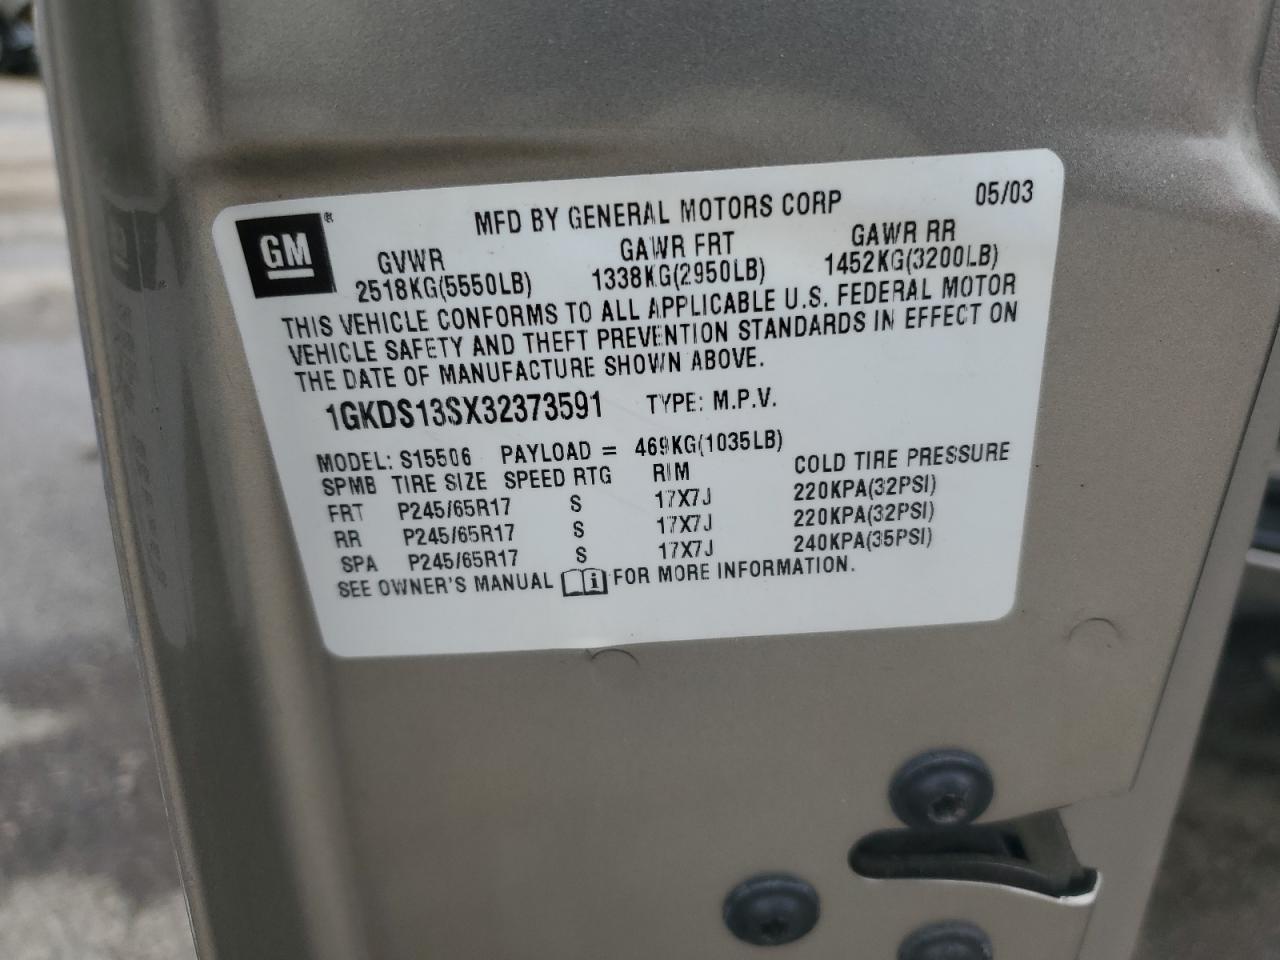 GM ®
MFD BY GENERAL MOTORS CORP 05/03
GVWR GAWR FRT GAWR RR
2518KG(5550LB) 1338KG(2950LB) 1452KG(3200LB)
THIS VEHICLE CONFORMS TO ALL APPLICABLE U.S. FEDERAL MOTOR
VEHICLE SAFETY AND THEFT PREVENTION STANDARDS IN EFFECT ON
THE DATE OF MANUFACTURE SHOWN ABOVE.
1GKDS13SX32373591 TYPE: M.P.V.
MODEL: S15506 PAYLOAD = 469KG(1035LB)
SPMB TIRE SIZE SPEED RTG RIM COLD TIRE PRESSURE
FRT P245/65R17 S 17X7J 220KPA(32PSI)
RR P245/65R17 S 17X7J 220KPA(32PSI)
SPA P245/65R17 S 17X7J 240KPA(35PSI)
SEE OWNER'S MANUAL i FOR MORE INFORMATION.